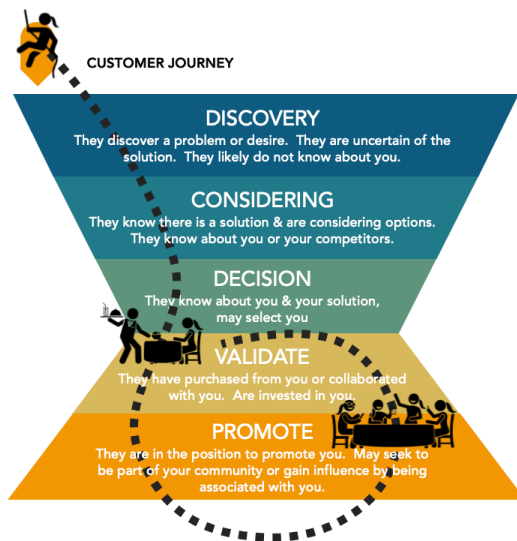 CUSTOMER JOURNEY
DISCOVERY
They discover a problem or desire. They are uncertain of the
solution. They likely do not know about you.
CONSIDERING
They know there is a solution & are considering options.
They know about you or your competitors.
DECISION
They know about you & your solution,
may select you
VALIDATE
They have purchased from you or collaborated
with you. Are invested in you.
PROMOTE
They are in the position to promote you. May seek to
be part of your community or gain influence by being
associated with you.